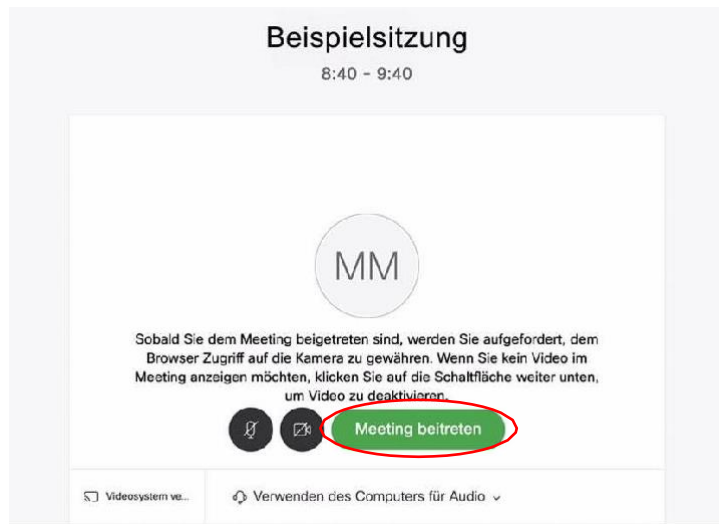 Beispielsitzung
8:40 - 9:40
MM
Sobald Sie dem Meeting beigetreten sind, werden Sie aufgefordert, dem
Browser Zugriff auf die Kamera zu gewähren. Wenn Sie kein Video im
Meeting anzeigen möchten, klicken Sie auf die Schaltfläche weiter unten,
um Video zu deaktivieren.
Meeting beitreten
Videosystem ve... Verwenden des Computers für Audio